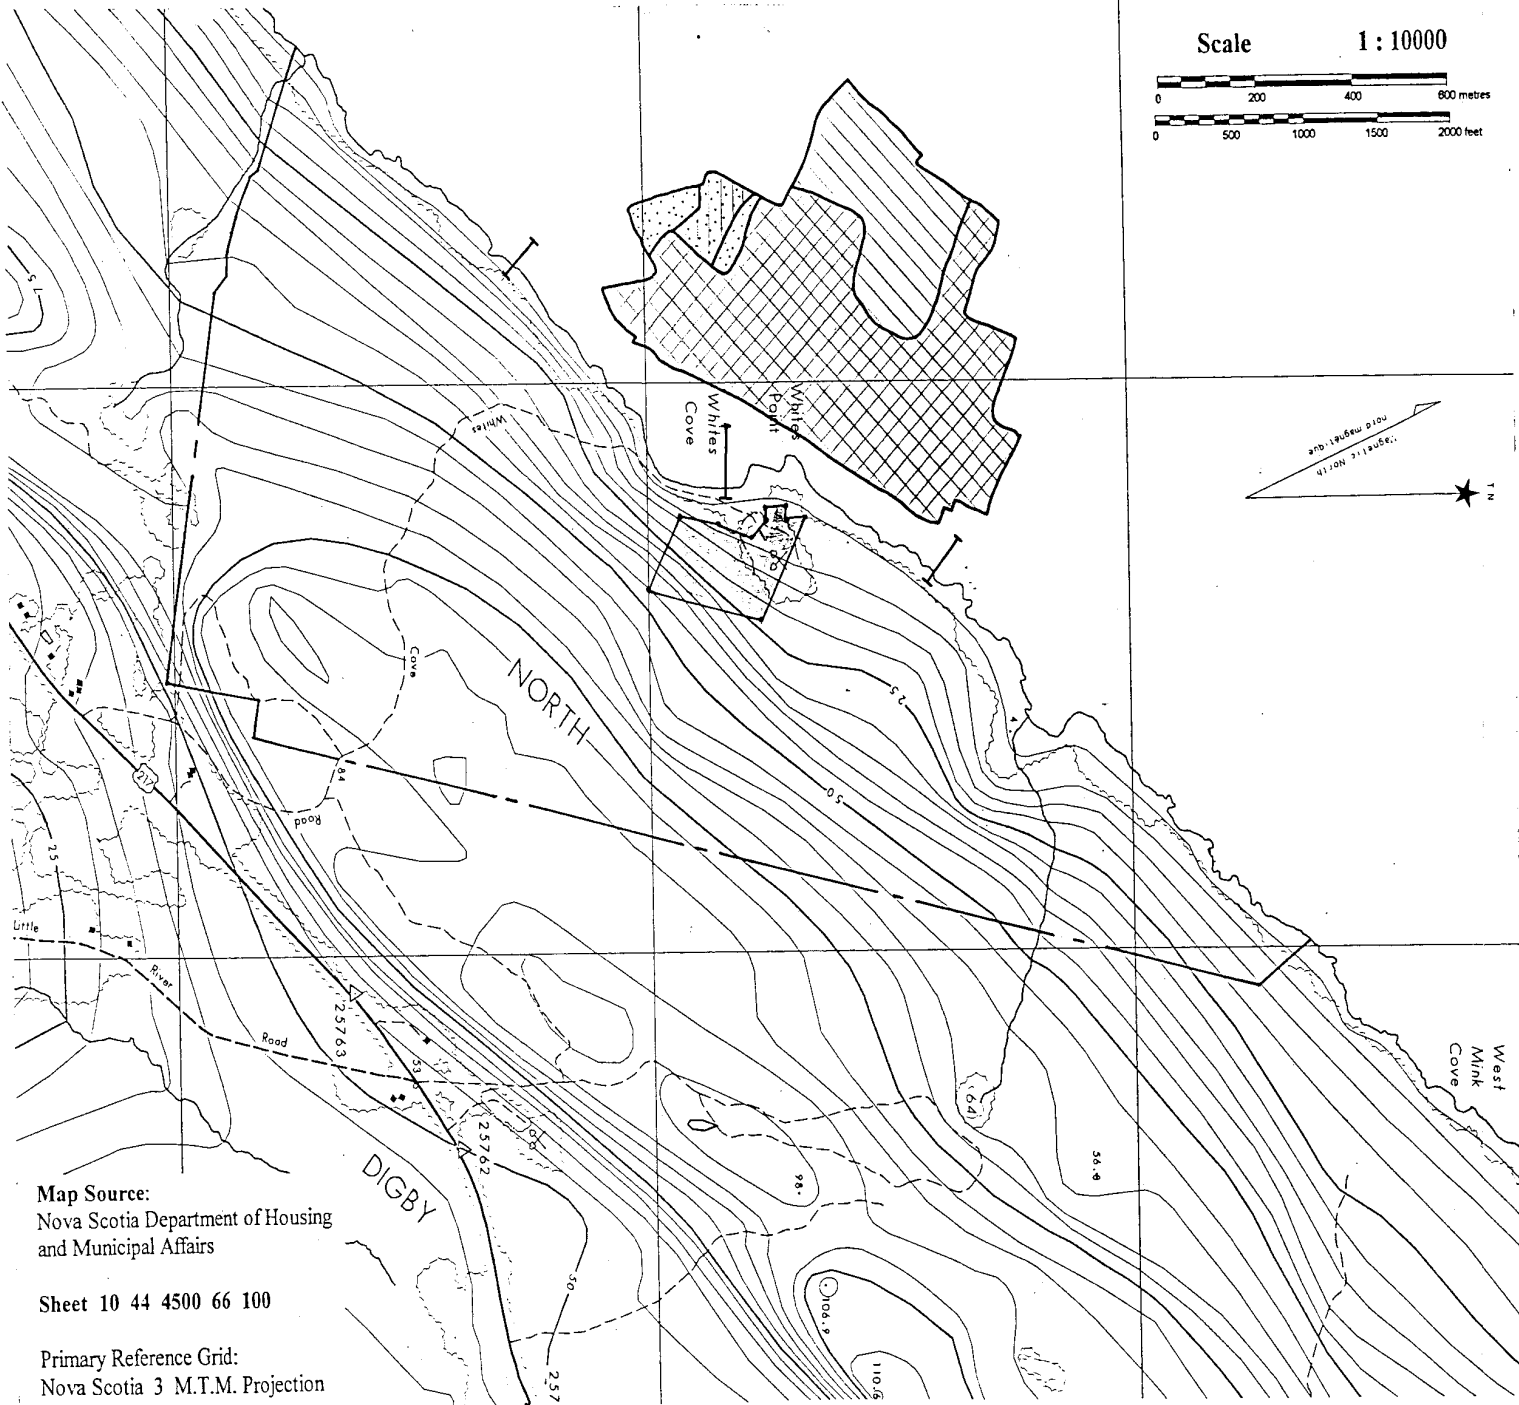 Scale 1 : 10000
0 200 400 600 metres
0 500 1000 1500 2000 feet
Whites
Point
Whites
Cove
Magnetic North
nord magnétique
T N
75
Whites
Cove
Road
84
NORTH
25
50
217
25
Little
River
Road
25763
53
25762
DIGBY
50
257
98
(64)
56.8
106.9
110.6
West
Mink
Cove
Map Source:
Nova Scotia Department of Housing
and Municipal Affairs
Sheet 10 44 4500 66 100
Primary Reference Grid:
Nova Scotia 3 M.T.M. Projection